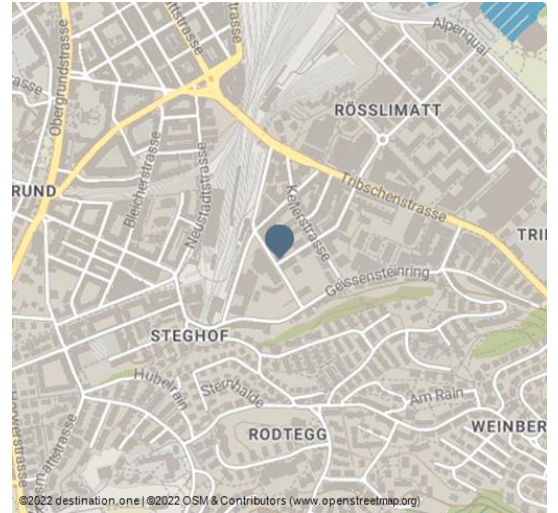 Alpenquai
Obergrundstrasse
RÖSSLIMATT
Bleicherstrasse
Neustadtstrasse
Tribschenstrasse
RUND
Kellerstrasse
TRI
Geissensteinring
STEGHOF
Hubelrain
Sternhalde
Am Rain
RODTEGG
WEINBER
©2022 destination.one | ©2022 OSM & Contributors (www.openstreetmap.org)